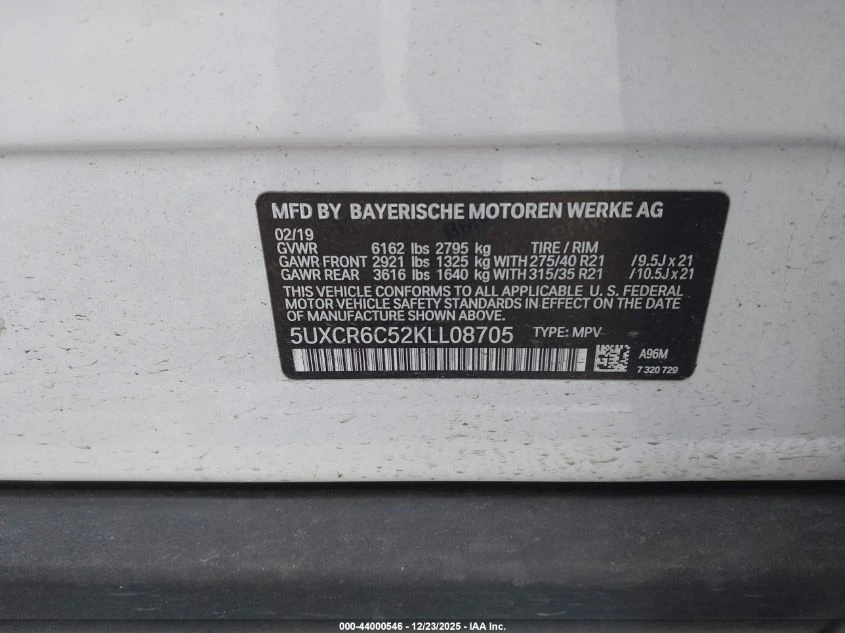 MFD BY BAYERISCHE MOTOREN WERKE AG
02/19
GVWR 6162 lbs 2795 kg TIRE / RIM
GAWR FRONT 2921 lbs 1325 kg WITH 275/40 R21 /9.5J x 21
GAWR REAR 3616 lbs 1640 kg WITH 315/35 R21 /10.5J x 21
THIS VEHICLE CONFORMS TO ALL APPLICABLE U. S. FEDERAL
MOTOR VEHICLE SAFETY STANDARDS IN EFFECT ON THE DATE
OF MANUFACTURE SHOWN ABOVE.
5UXCR6C52KLL08705 TYPE: MPV
A96M
7 320 729
000-44000546 - 12/23/2025 - IAA Inc.